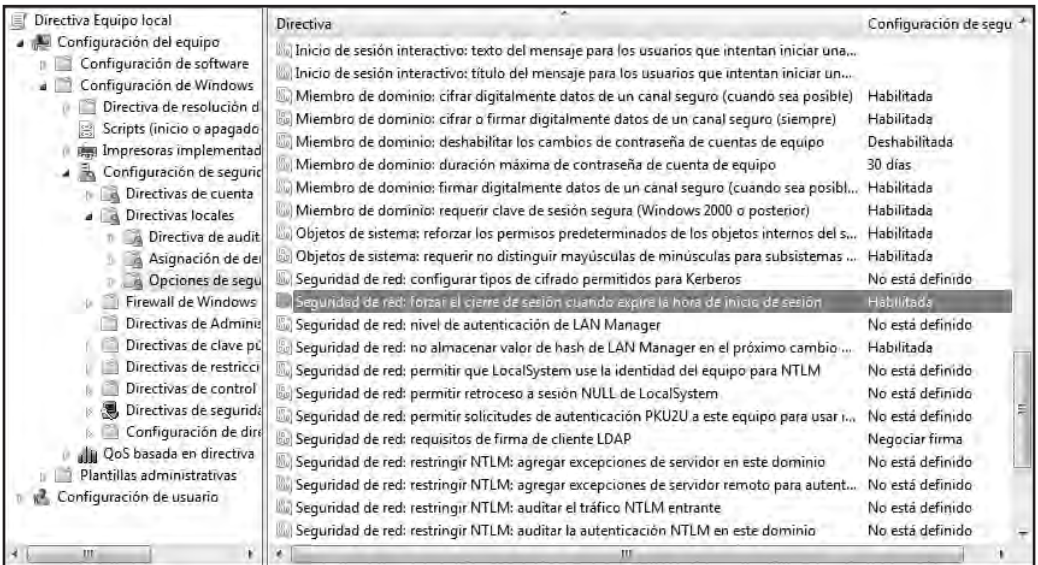 Directiva Equipo local
Configuración del equipo
Configuración de software
Configuración de Windows
Directiva de resolución d
Scripts (inicio o apagado
Impresoras implementad
Configuración de seguric
Directivas de cuenta
Directivas locales
Directiva de audit
Asignación de der
Opciones de segu
Firewall de Windows
Directivas de Adminis
Directivas de clave pú
Directivas de restricci
Directivas de control
Directivas de segurida
Configuración de dire
QoS basada en directiva
Plantillas administrativas
Configuración de usuario
Directiva Configuración de segu
Inicio de sesión interactivo: texto del mensaje para los usuarios que intentan iniciar una...
Inicio de sesión interactivo: título del mensaje para los usuarios que intentan iniciar un...
Miembro de dominio: cifrar digitalmente datos de un canal seguro (cuando sea posible) Habilitada
Miembro de dominio: cifrar o firmar digitalmente datos de un canal seguro (siempre) Habilitada
Miembro de dominio: deshabilitar los cambios de contraseña de cuentas de equipo Deshabilitada
Miembro de dominio: duración máxima de contraseña de cuenta de equipo 30 días
Miembro de dominio: firmar digitalmente datos de un canal seguro (cuando sea posibl... Habilitada
Miembro de dominio: requerir clave de sesión segura (Windows 2000 o posterior) Habilitada
Objetos de sistema: reforzar los permisos predeterminados de los objetos internos del s... Habilitada
Objetos de sistema: requerir no distinguir mayúsculas de minúsculas para subsistemas ... Habilitada
Seguridad de red: configurar tipos de cifrado permitidos para Kerberos No está definido
Seguridad de red: forzar el cierre de sesión cuando expire la hora de inicio de sesión Habilitada
Seguridad de red: nivel de autenticación de LAN Manager No está definido
Seguridad de red: no almacenar valor de hash de LAN Manager en el próximo cambio ... Habilitada
Seguridad de red: permitir que LocalSystem use la identidad del equipo para NTLM No está definido
Seguridad de red: permitir retroceso a sesión NULL de LocalSystem No está definido
Seguridad de red: permitir solicitudes de autenticación PKU2U a este equipo para usar i... No está definido
Seguridad de red: requisitos de firma de cliente LDAP Negociar firma
Seguridad de red: restringir NTLM: agregar excepciones de servidor en este dominio No está definido
Seguridad de red: restringir NTLM: agregar excepciones de servidor remoto para autent... No está definido
Seguridad de red: restringir NTLM: auditar el tráfico NTLM entrante No está definido
Seguridad de red: restringir NTLM: auditar la autenticación NTLM en este dominio No está definido